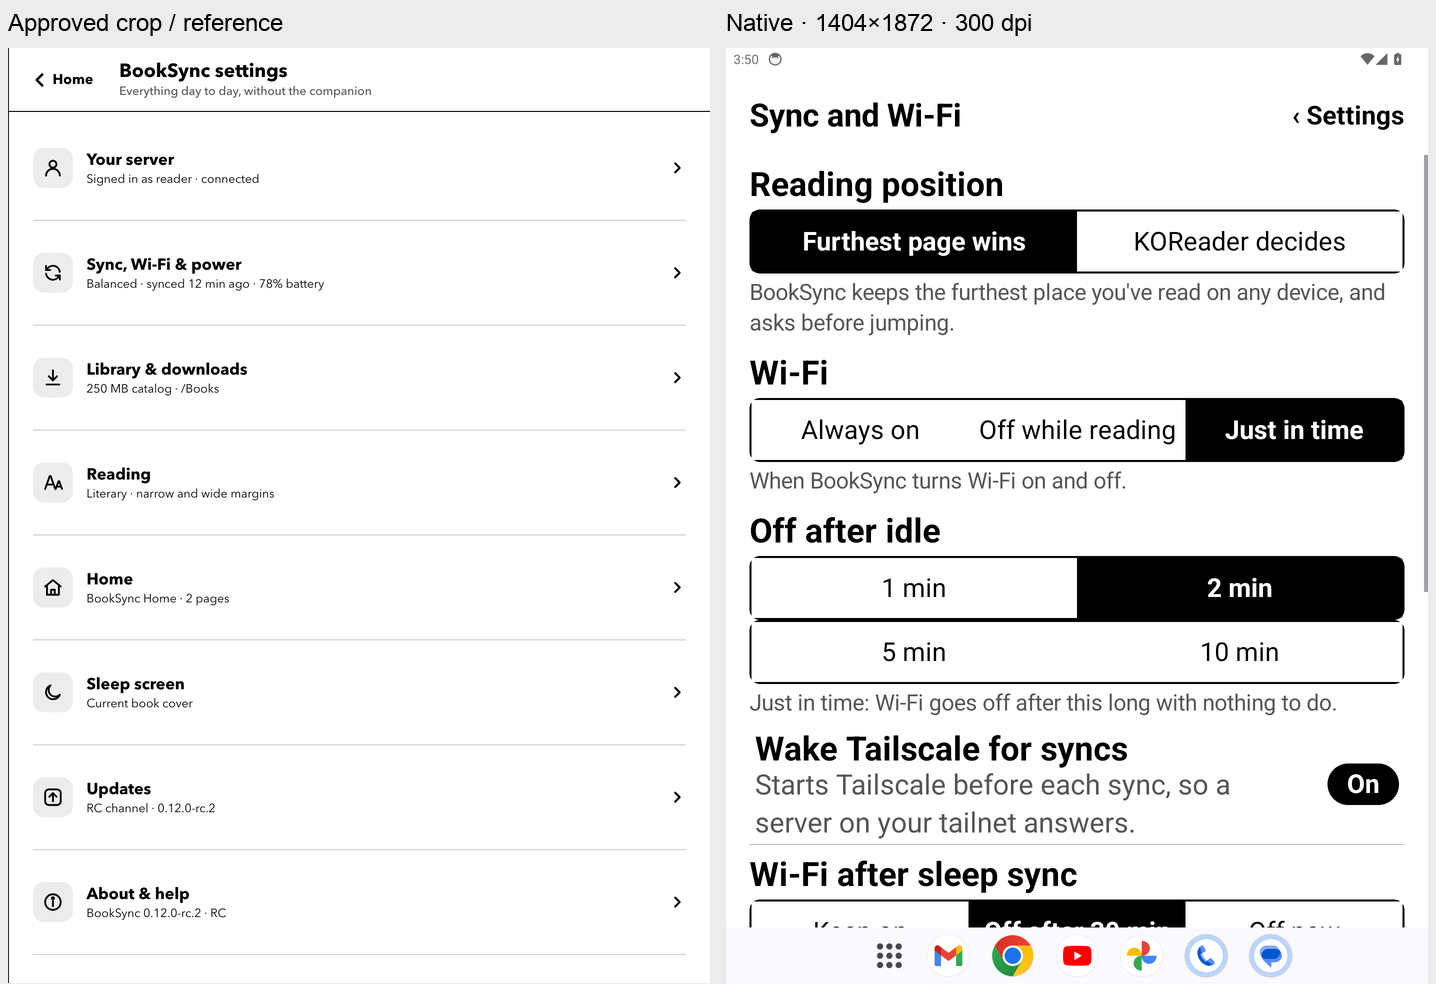 Approved crop / reference
Home
BookSync settings
Everything day to day, without the companion
Your server
Signed in as reader · connected
Sync, Wi-Fi & power
Balanced · synced 12 min ago · 78% battery
Library & downloads
250 MB catalog · /Books
Reading
Literary · narrow and wide margins
Home
BookSync Home · 2 pages
Sleep screen
Current book cover
Updates
RC channel · 0.12.0-rc.2
About & help
BookSync 0.12.0-rc.2 · RC
Native · 1404×1872 · 300 dpi
3:50
Sync and Wi-Fi
‹ Settings
Reading position
Furthest page wins
KOReader decides
BookSync keeps the furthest place you've read on any device, and
asks before jumping.
Wi-Fi
Always on
Off while reading
Just in time
When BookSync turns Wi-Fi on and off.
Off after idle
1 min
2 min
5 min
10 min
Just in time: Wi-Fi goes off after this long with nothing to do.
Wake Tailscale for syncs
Starts Tailscale before each sync, so a
server on your tailnet answers.
On
Wi-Fi after sleep sync
Keep on
Off after 30 min
Off now